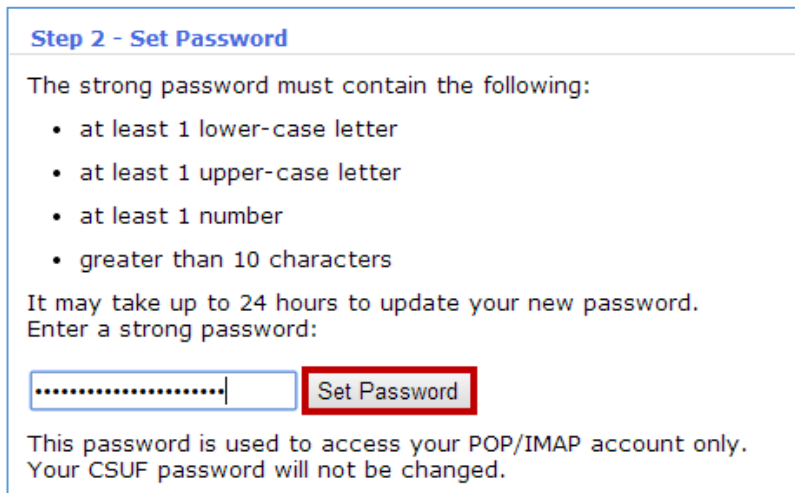 Step 2 - Set Password
The strong password must contain the following:
• at least 1 lower-case letter
• at least 1 upper-case letter
• at least 1 number
• greater than 10 characters
It may take up to 24 hours to update your new password.
Enter a strong password:
•••••••••••••••••••••• Set Password
This password is used to access your POP/IMAP account only.
Your CSUF password will not be changed.